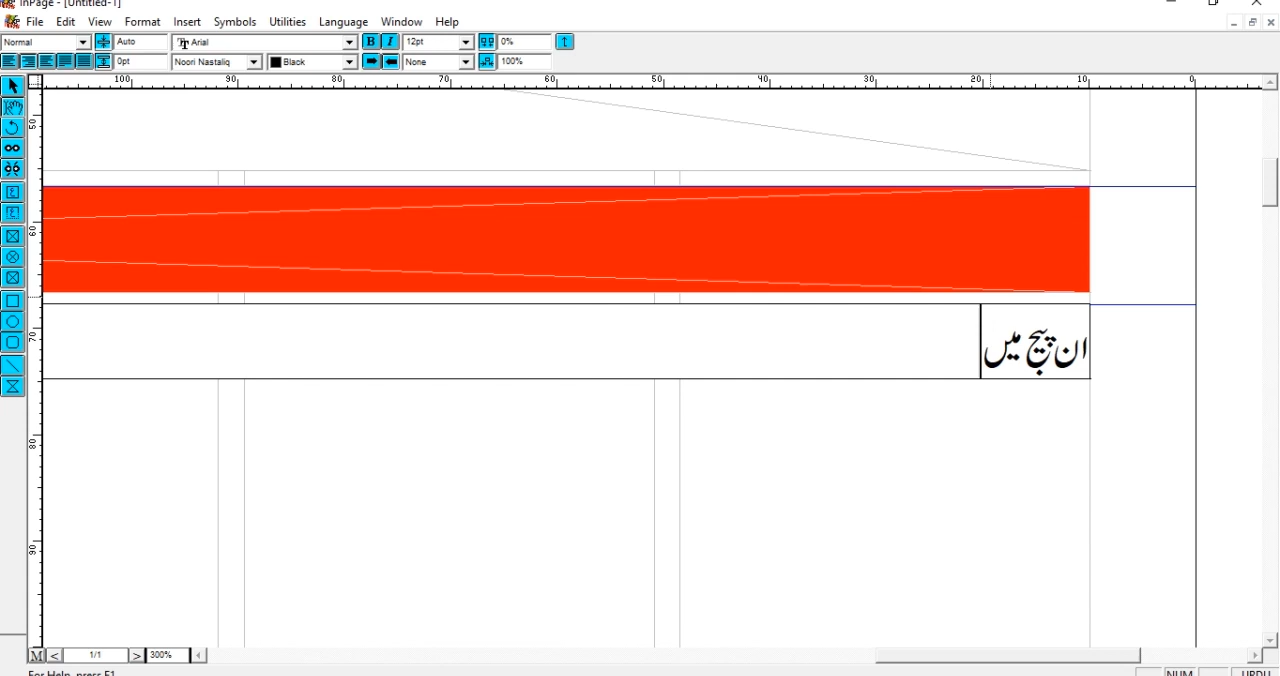 InPage - [Untitled-1]
File Edit View Format Insert Symbols Utilities Language Window Help
Normal Auto Arial B I 12pt 0%
0pt Noori Nastaliq Black None 100%
100 90 80 70 60 50 40 30 20 10 0
50
60
70
80
90
ان پیج میں
M < 1/1 > 300%
For Help, press F1 NUM URDU